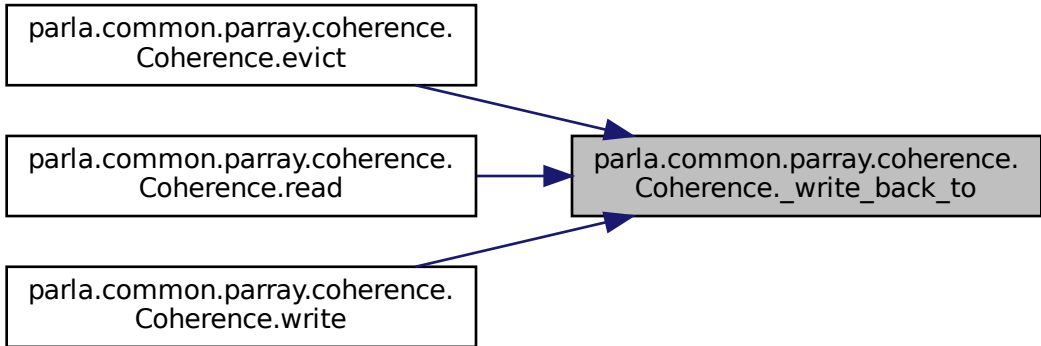 parla.common.parray.coherence.
Coherence.evict
parla.common.parray.coherence.
Coherence.read
parla.common.parray.coherence.
Coherence._write_back_to
parla.common.parray.coherence.
Coherence.write